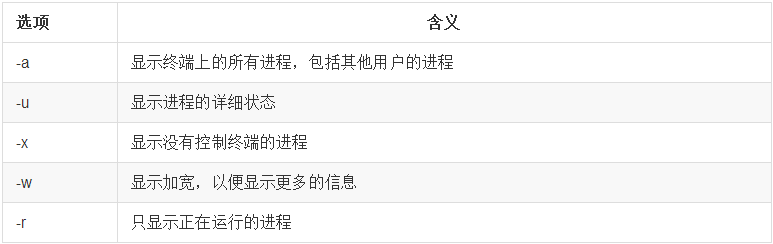 选项 含义
-a 显示终端上的所有进程，包括其他用户的进程
-u 显示进程的详细状态
-x 显示没有控制终端的进程
-w 显示加宽，以便显示更多的信息
-r 只显示正在运行的进程